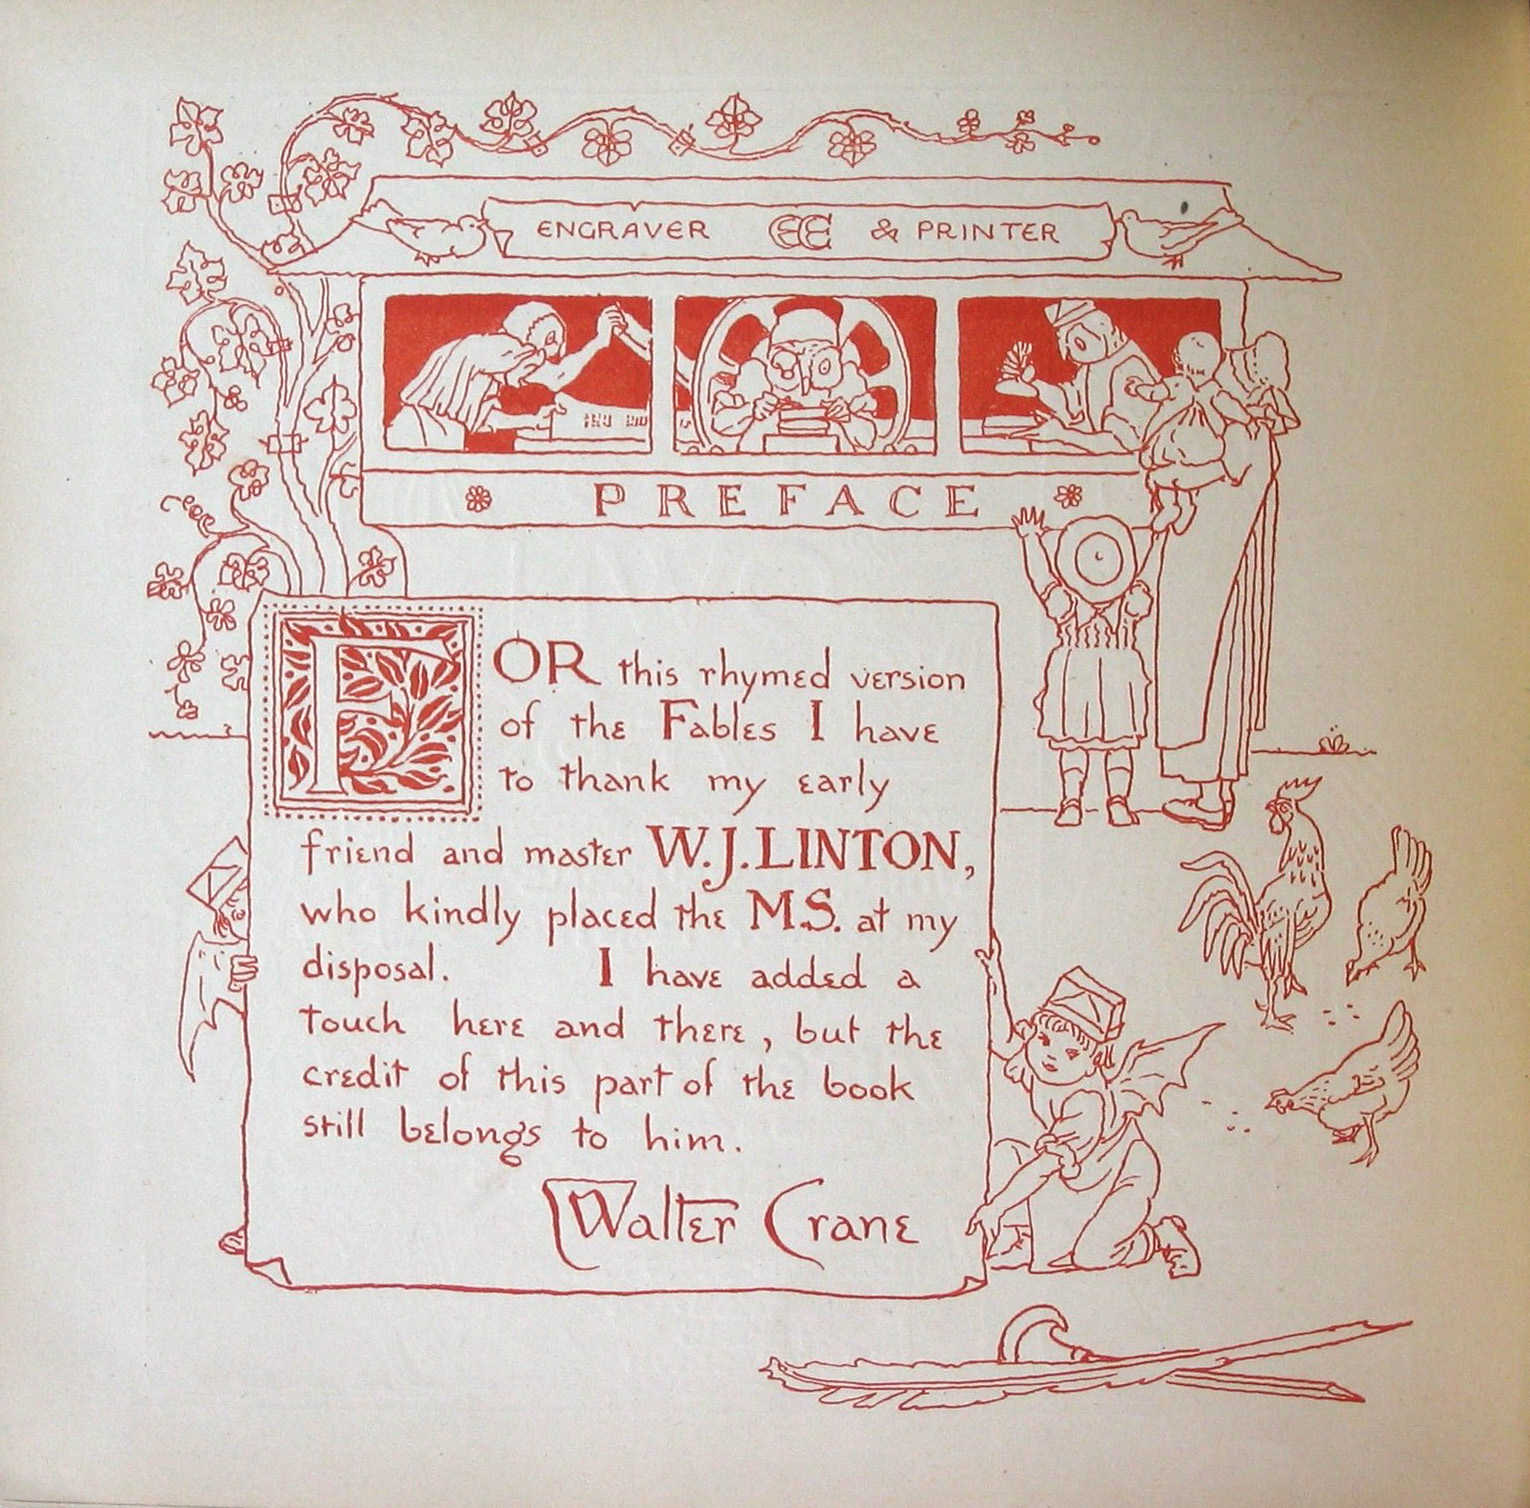 ENGRAVER EE & PRINTER
PREFACE
FOR this rhymed version
of the Fables I have
to thank my early
friend and master W.J.LINTON,
who kindly placed the M.S. at my
disposal. I have added a
touch here and there, but the
credit of this part of the book
still belongs to him.
Walter Crane